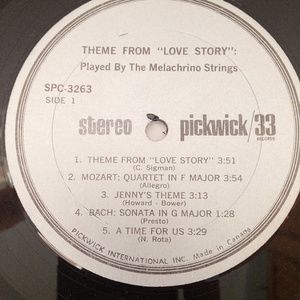 THEME FROM "LOVE STORY":
Played By The Melachrino Strings
SPC-3263
SIDE 1
stereo pickwick/33
RECORDS
1. THEME FROM "LOVE STORY" 3:51
(C. Sigman)
2. MOZART: QUARTET IN F MAJOR 3:54
(Allegro)
3. JENNY'S THEME 3:13
(Howard - Bower)
4. BACH: SONATA IN G MAJOR 1:28
(Presto)
5. A TIME FOR US 3:29
(N. Rota)
PICKWICK INTERNATIONAL INC. Made in Canada